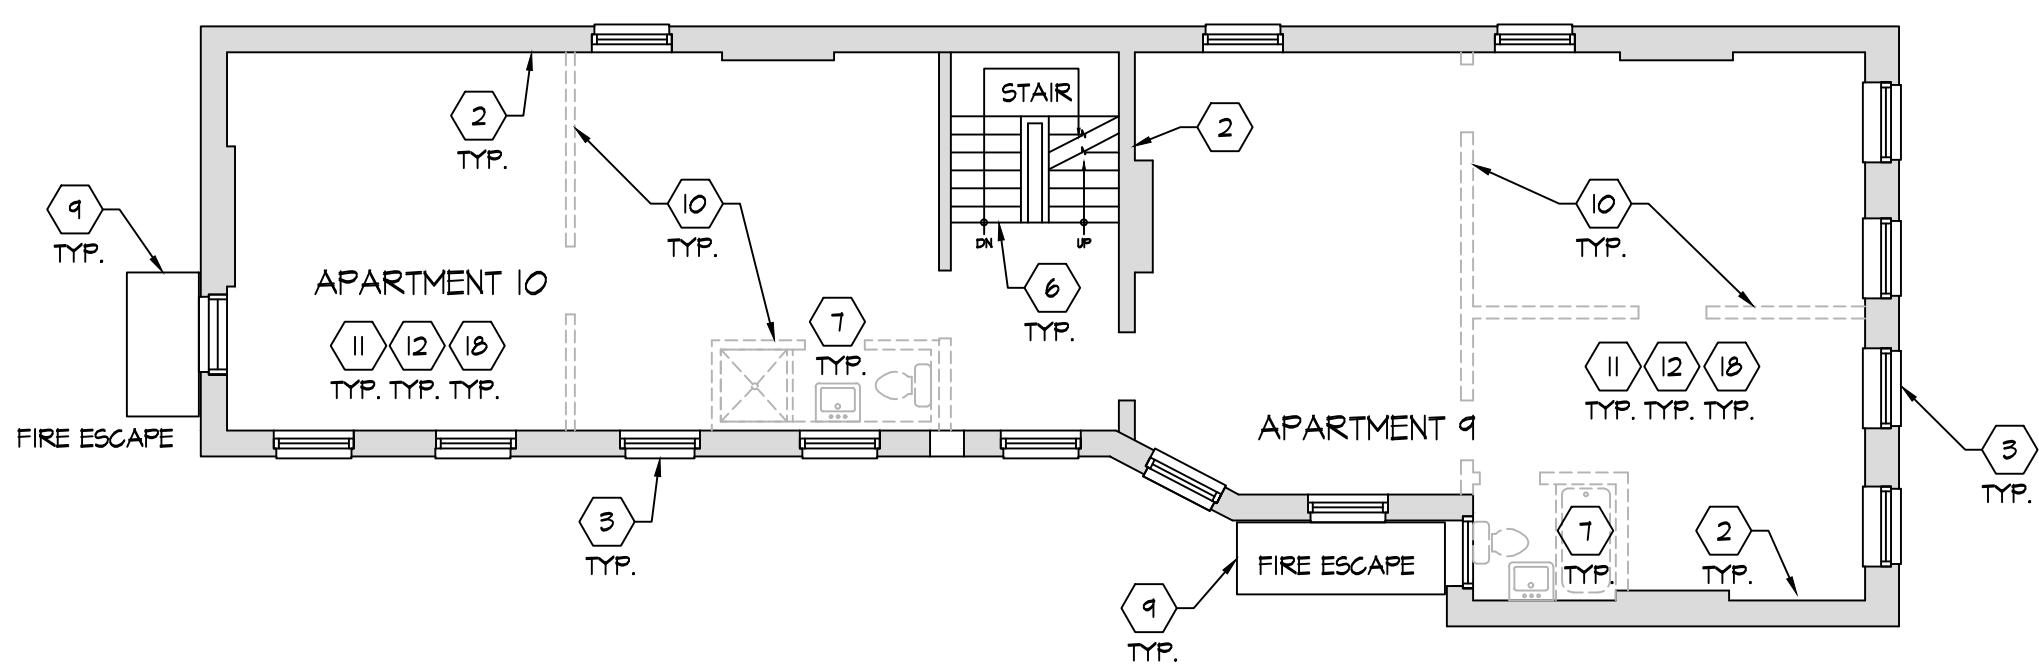 STAIR
2
TYP.
2
9
TYP.
10
TYP.
10
TYP.
DN
UP
APARTMENT 10
6
TYP.
7
TYP.
11
12
18
TYP.
TYP.
TYP.
11
12
18
TYP.
TYP.
TYP.
FIRE ESCAPE
APARTMENT 9
3
TYP.
3
TYP.
7
TYP.
2
TYP.
FIRE ESCAPE
9
TYP.